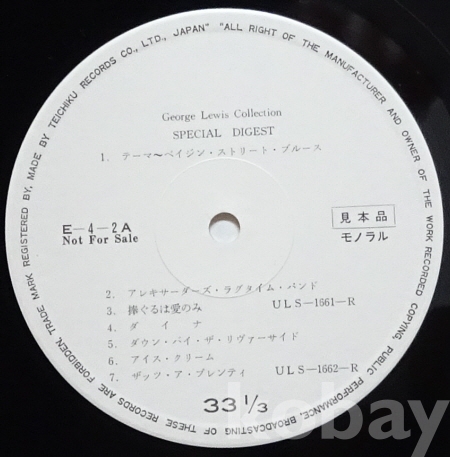 TRADE MARK REGISTERED BY, MADE BY TEICHIKU RECORDS CO., LTD., JAPAN" "ALL RIGHT OF THE MANUFACTURER AND OWNER OF THE WORK RECORDED COPYING, PUBLIC PERFORMANCE, BROADCASTING OF THESE RECORDS ARE FORBIDDEN.
George Lewis Collection
SPECIAL DIGEST
1. テーマ～ベイジン・ストリート・ブルース
E-4-2A
Not For Sale
見本品
モノラル
2. アレキサーダーズ・ラグタイム・バンド
3. 捧ぐるは愛のみ ULS-1661-R
4. ダイナ
5. ダウン・バイ・ザ・リヴァーサイド
6. アイス・クリーム
7. ザッツ・ア・プレンティ ULS-1662-R
33 1/3
kobay